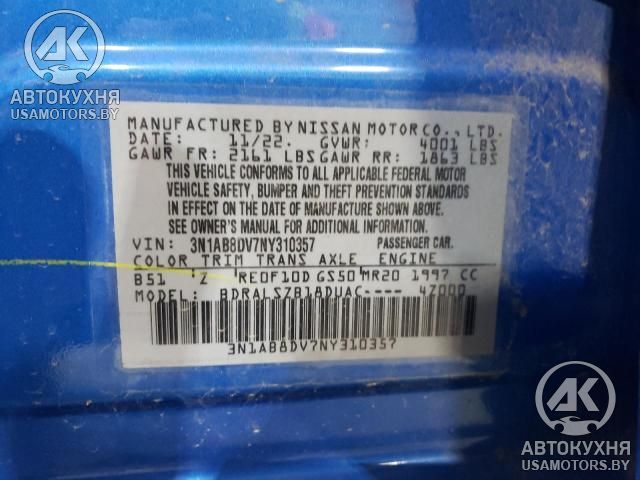 AK
АВТОКУХНЯ
USAMOTORS.BY
MANUFACTURED BY NISSAN MOTOR CO., LTD.
DATE: 11/22. GVWR: 4001 LBS
GAWR FR: 2161 LBS GAWR RR: 1863 LBS
THIS VEHICLE CONFORMS TO ALL APPLICABLE FEDERAL MOTOR
VEHICLE SAFETY, BUMPER AND THEFT PREVENTION STANDARDS
IN EFFECT ON THE DATE OF MANUFACTURE SHOWN ABOVE.
SEE OWNER'S MANUAL FOR ADDITIONAL INFORMATION.
VIN: 3N1AB8DV7NY310357 PASSENGER CAR.
COLOR TRIM TRANS AXLE ENGINE
B51 Z RE0F10D GS50 MR20 1997 CC
MODEL: BDRALSZB18DUAC---- 4Z000
3N1AB8DV7NY310357
AK
АВТОКУХНЯ
USAMOTORS.BY